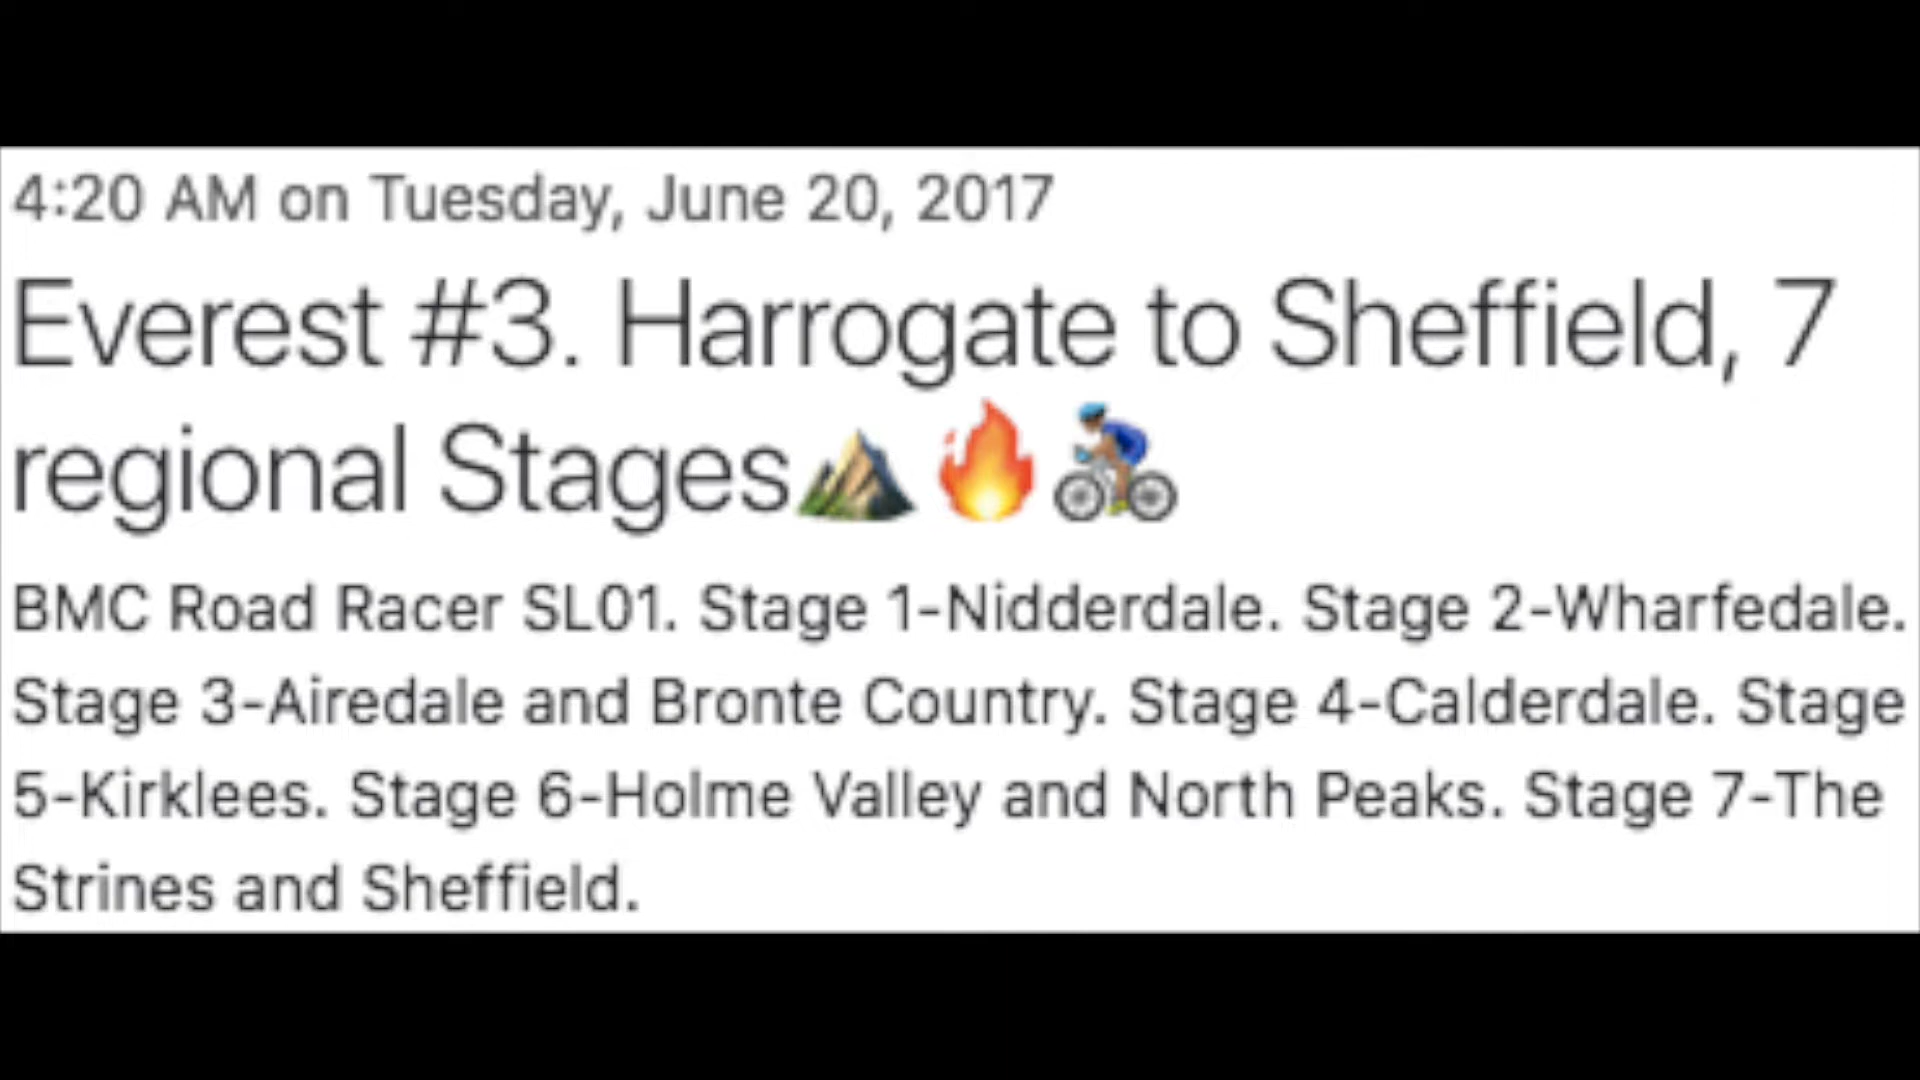 4:20 AM on Tuesday, June 20, 2017
Everest #3. Harrogate to Sheffield, 7
regional Stages⛰️🔥🚴🏽
BMC Road Racer SL01. Stage 1-Nidderdale. Stage 2-Wharfedale.
Stage 3-Airedale and Bronte Country. Stage 4-Calderdale. Stage
5-Kirklees. Stage 6-Holme Valley and North Peaks. Stage 7-The
Strines and Sheffield.